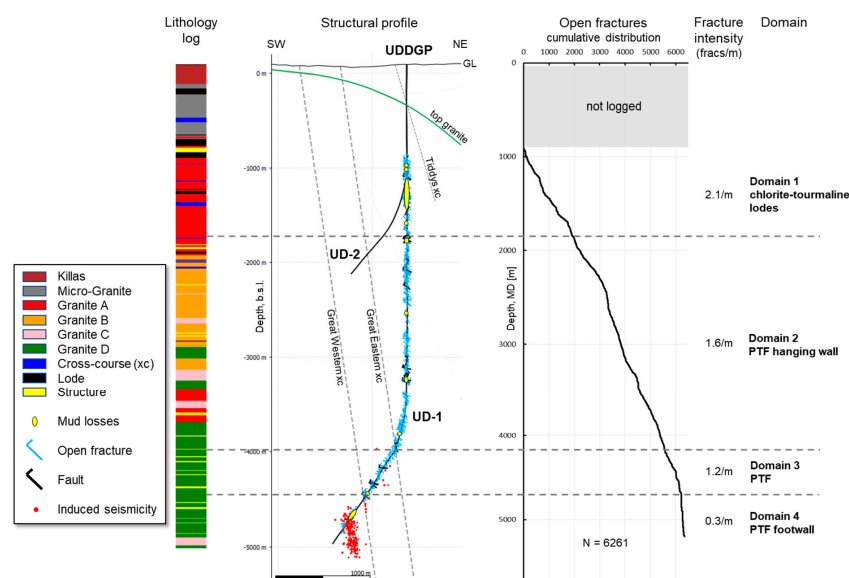 Lithology
log
Structural profile
Open fractures
cumulative distribution
Fracture
intensity
(fracs/m)
Domain
SW
UDDGP
NE
GL
0 1000 2000 3000 4000 5000 6000
0 m
-1000 m
-2000 m
-3000 m
-4000 m
-5000 m
Depth, b.s.l.
top granite
Tiddys xc.
UD-2
Great Western xc
Great Eastern xc
UD-1
1000 m
0
1000
2000
3000
4000
5000
Depth, MD [m]
not logged
N = 6261
2.1/m
Domain 1
chlorite-tourmaline
lodes
1.6/m
Domain 2
PTF hanging wall
1.2/m
Domain 3
PTF
0.3/m
Domain 4
PTF footwall
Killas
Micro-Granite
Granite A
Granite B
Granite C
Granite D
Cross-course (xc)
Lode
Structure
Mud losses
Open fracture
Fault
Induced seismicity